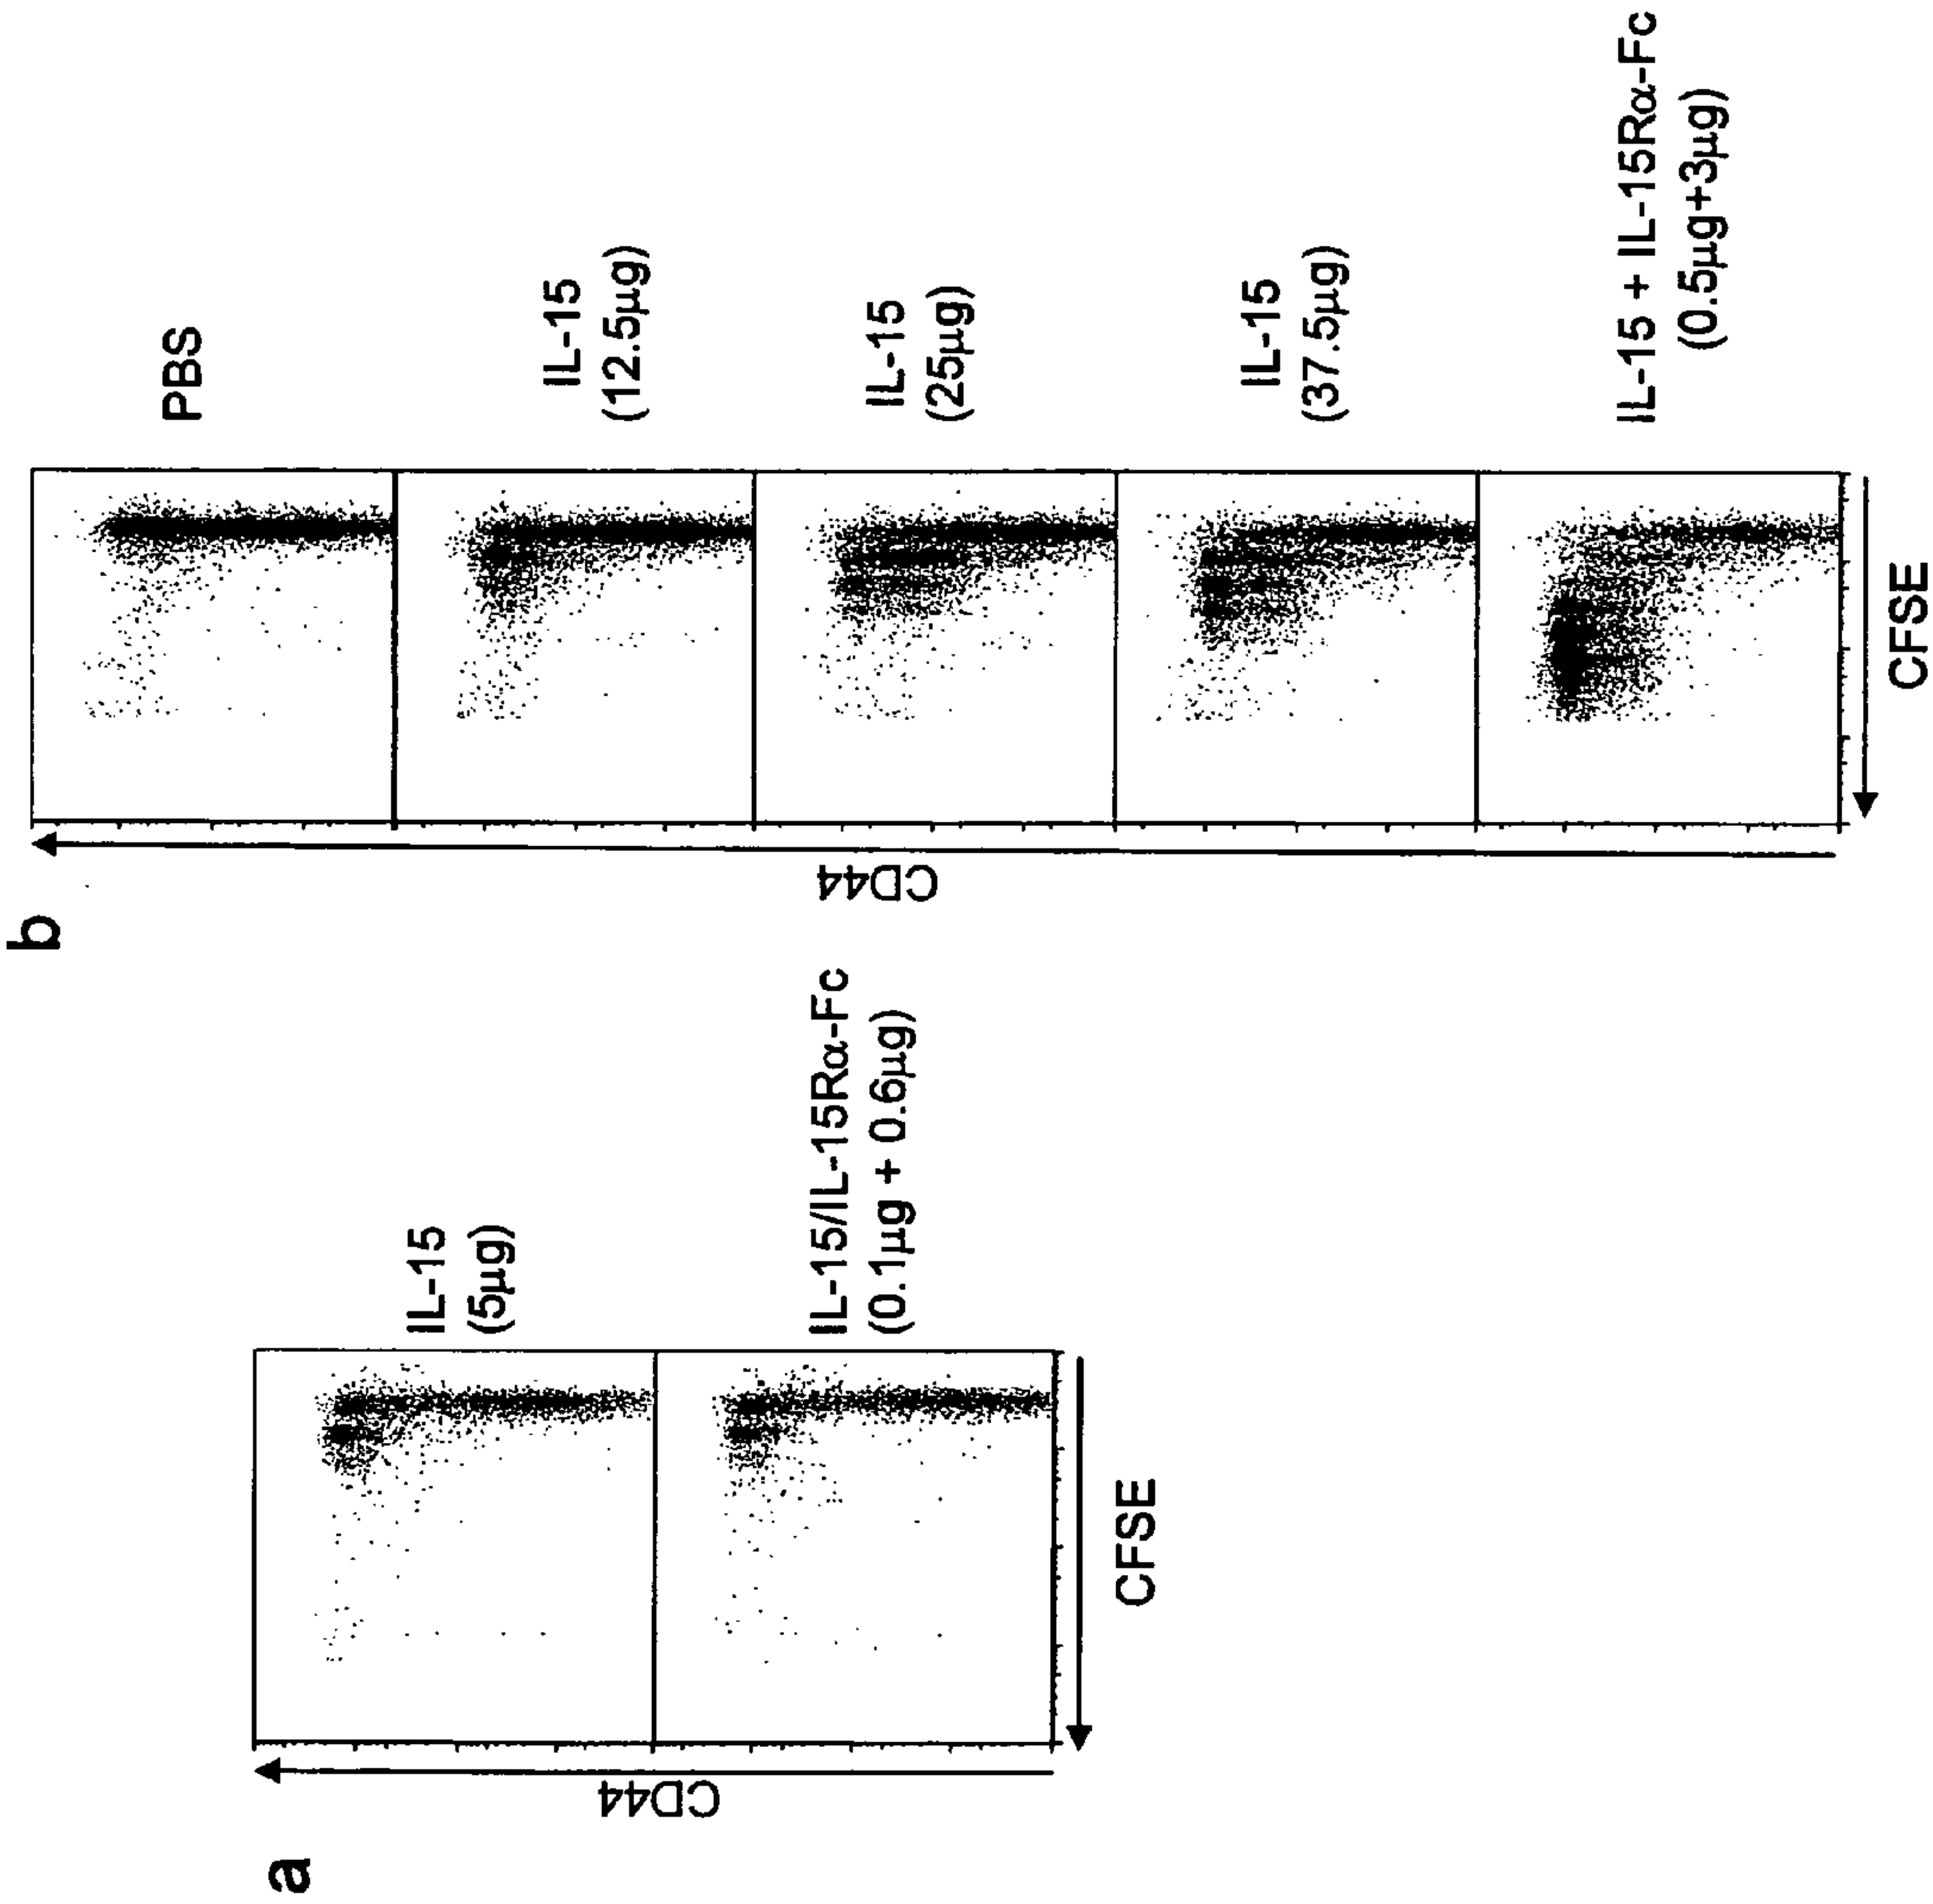 a
CD44
IL-15
(5µg)
IL-15/IL-15Rα-Fc
(0.1µg + 0.6µg)
CFSE
b
CD44
PBS
IL-15
(12.5µg)
IL-15
(25µg)
IL-15
(37.5µg)
IL-15 + IL-15Rα-Fc
(0.5µg+3µg)
CFSE